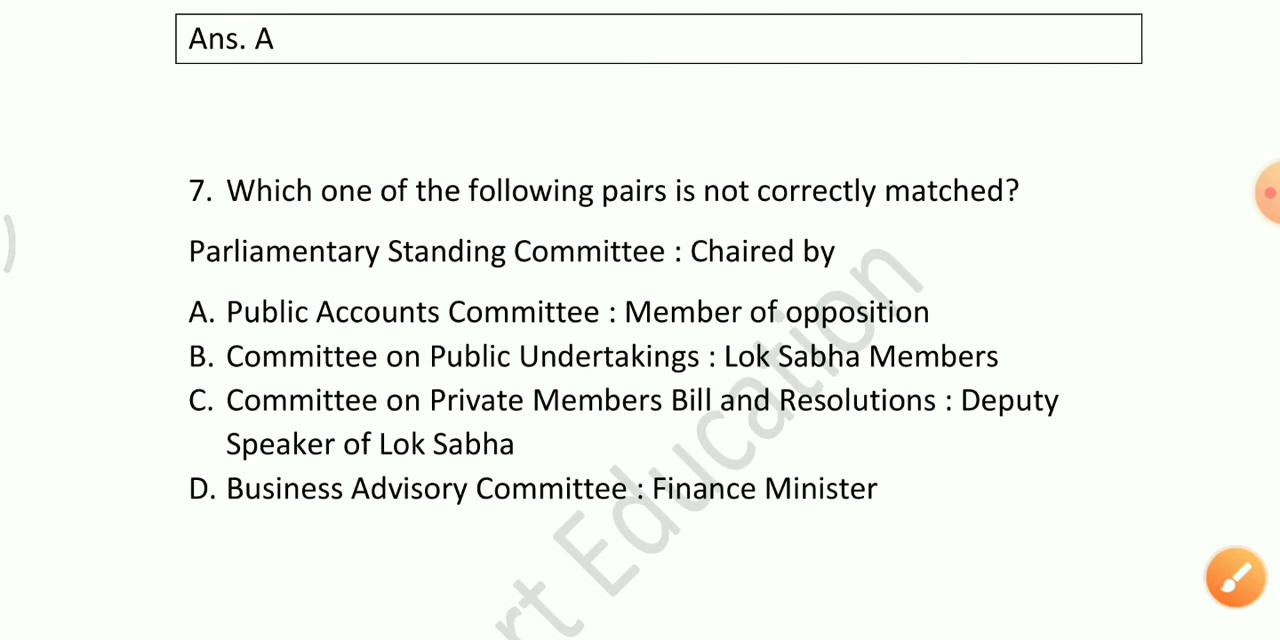 Ans. A
7. Which one of the following pairs is not correctly matched?
Parliamentary Standing Committee : Chaired by
A. Public Accounts Committee : Member of opposition
B. Committee on Public Undertakings : Lok Sabha Members
C. Committee on Private Members Bill and Resolutions : Deputy
Speaker of Lok Sabha
D. Business Advisory Committee : Finance Minister
rt Education
)